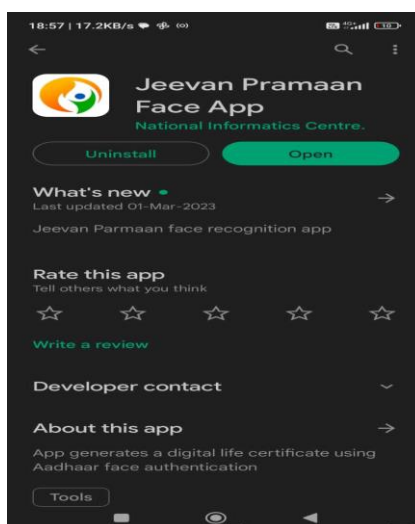 18:57 | 17.2KB/s
Jeevan Pramaan
Face App
National Informatics Centre.
Uninstall
Open
What's new •
Last updated 01-Mar-2023
Jeevan Parmaan face recognition app
Rate this app
Tell others what you think
Write a review
Developer contact
About this app
App generates a digital life certificate using
Aadhaar face authentication
Tools